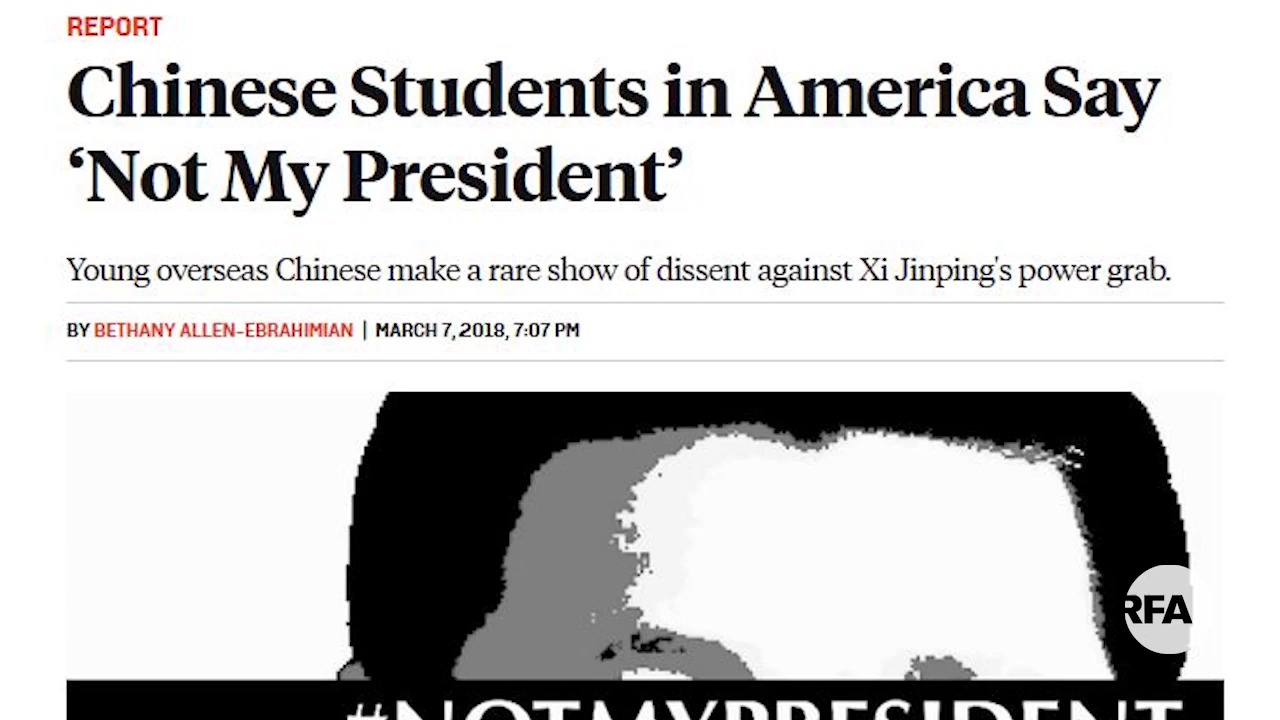 REPORT
Chinese Students in America Say
‘Not My President’
Young overseas Chinese make a rare show of dissent against Xi Jinping's power grab.
BY BETHANY ALLEN-EBRAHIMIAN | MARCH 7, 2018, 7:07 PM
RFA
#NOTMYPRESIDENT